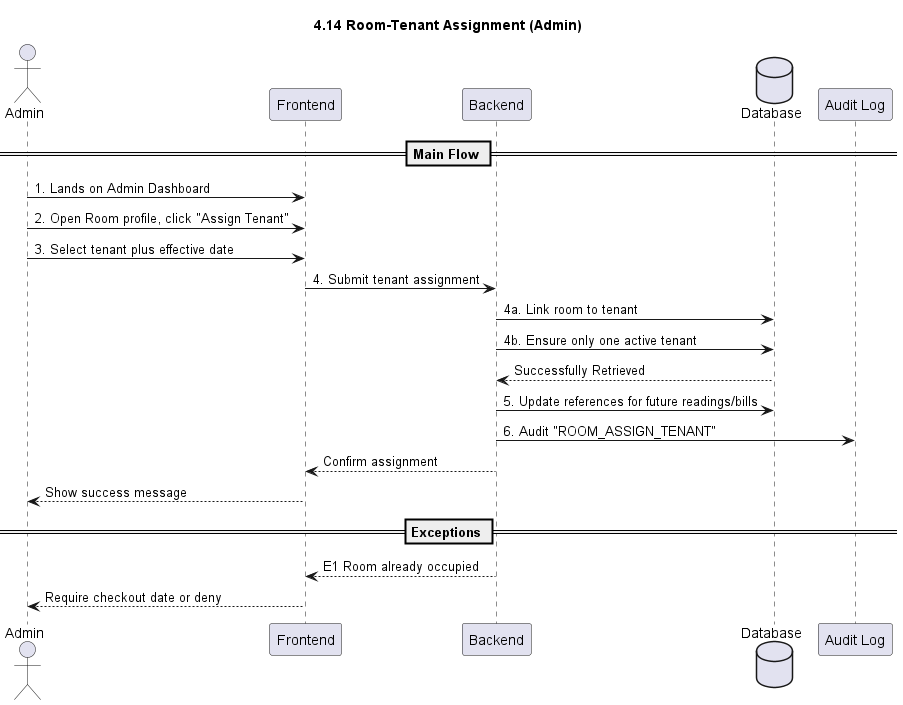 4.14 Room-Tenant Assignment (Admin)
Admin
Frontend
Backend
Database
Audit Log
Main Flow
1. Lands on Admin Dashboard
2. Open Room profile, click "Assign Tenant"
3. Select tenant plus effective date
4. Submit tenant assignment
4a. Link room to tenant
4b. Ensure only one active tenant
Successfully Retrieved
5. Update references for future readings/bills
6. Audit "ROOM_ASSIGN_TENANT"
Confirm assignment
Show success message
Exceptions
E1 Room already occupied
Require checkout date or deny
Admin
Frontend
Backend
Database
Audit Log